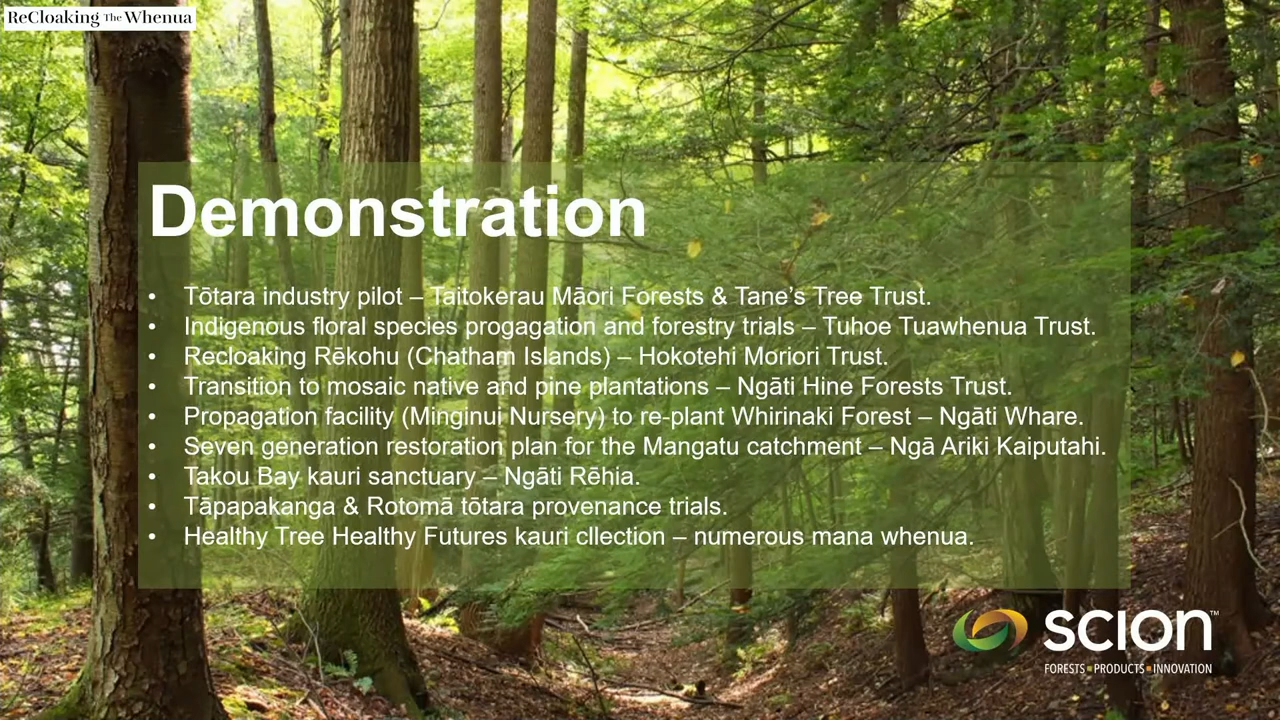 ReCloaking The Whenua
Demonstration
• Tōtara industry pilot – Taitokerau Māori Forests & Tane’s Tree Trust.
• Indigenous floral species progagation and forestry trials – Tuhoe Tuawhenua Trust.
• Recloaking Rēkohu (Chatham Islands) – Hokotehi Moriori Trust.
• Transition to mosaic native and pine plantations – Ngāti Hine Forests Trust.
• Propagation facility (Minginui Nursery) to re-plant Whirinaki Forest – Ngāti Whare.
• Seven generation restoration plan for the Mangatu catchment – Ngā Ariki Kaiputahi.
• Takou Bay kauri sanctuary – Ngāti Rēhia.
• Tāpapakanga & Rotomā tōtara provenance trials.
• Healthy Tree Healthy Futures kauri cllection – numerous mana whenua.
scion™
FORESTS▪PRODUCTS▪INNOVATION